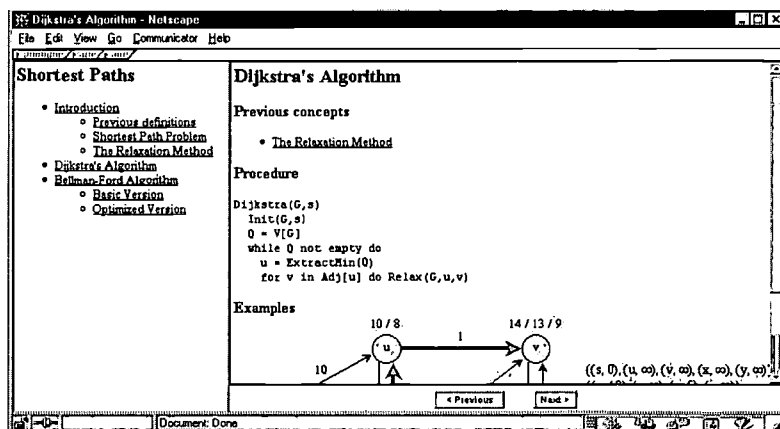 Dijkstra's Algorithm - Netscape
File Edit View Go Communicator Help
Shortest Paths
• Introduction
o Previous definitions
o Shortest Path Problem
o The Relaxation Method
• Dijkstra's Algorithm
• Bellman-Ford Algorithm
o Basic Version
o Optimized Version
Dijkstra's Algorithm
Previous concepts
• The Relaxation Method
Procedure
Dijkstra(G,s)
Init(G,s)
Q = V[G]
while Q not empty do
u = ExtractMin(Q)
for v in Adj[u] do Relax(G,u,v)
Examples
10 / 8
14 / 13 / 9
1
u
v
10
((s, 0), (u, ∞), (v, ∞), (x, ∞), (y, ∞)
< Previous
Next >
Document: Done